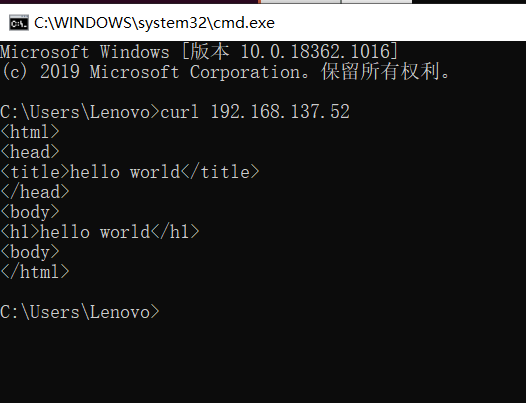 C:\WINDOWS\system32\cmd.exe
Microsoft Windows [版本 10.0.18362.1016]
(c) 2019 Microsoft Corporation。保留所有权利。
C:\Users\Lenovo>curl 192.168.137.52
<html>
<head>
<title>hello world</title>
</head>
<body>
<h1>hello world</h1>
<body>
</html>
C:\Users\Lenovo>